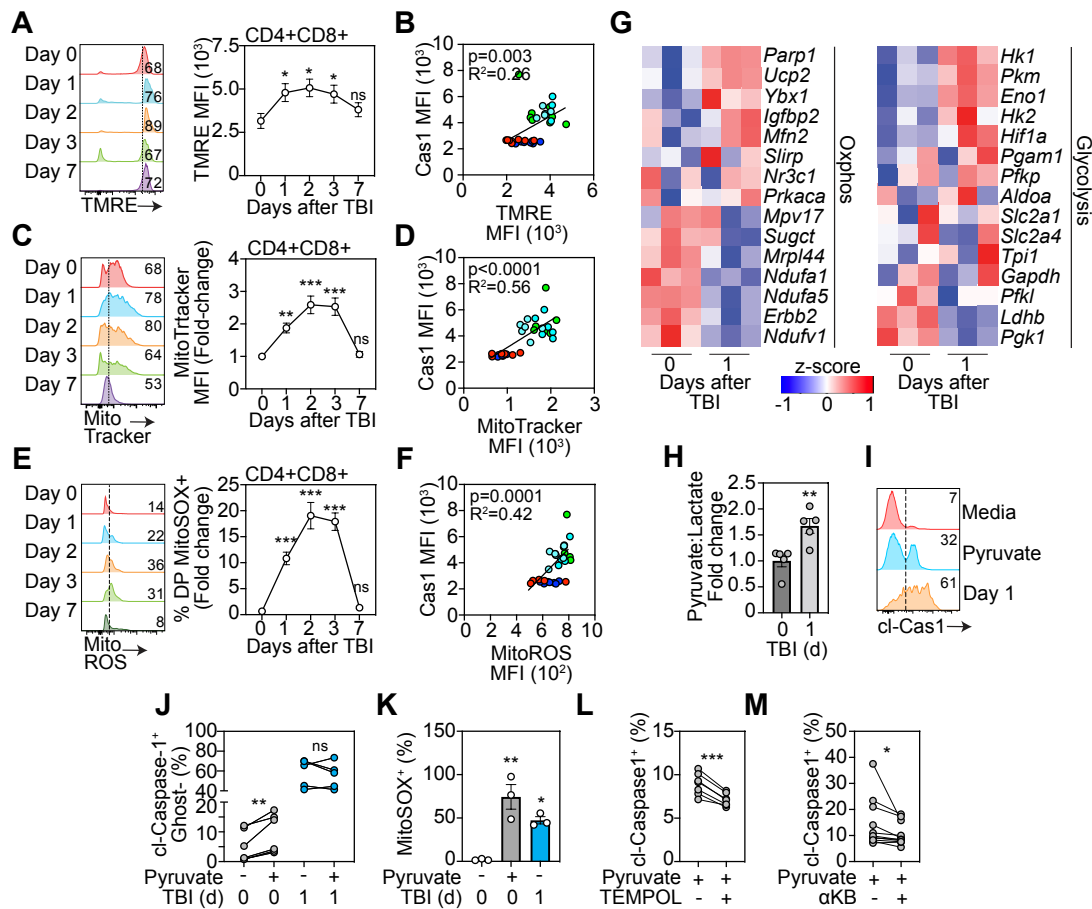 A
Day 0
Day 1
Day 2
Day 3
Day 7
68
76
89
67
72
TMRE
CD4+CD8+
TMRE MFI (10³)
7.5
5.0
2.5
0.0
* * * ns
0 1 2 3 7
Days after TBI
B
p=0.003
R²=0.26
Cas1 MFI (10³)
10
8
6
4
2
0
0 2 4 6
TMRE
MFI (10³)
C
Day 0
Day 1
Day 2
Day 3
Day 7
68
78
80
64
53
Mito
Tracker
CD4+CD8+
MitoTrtacker
MFI (Fold-change)
4
3
2
1
0
** *** *** ns
0 1 2 3 7
Days after TBI
D
p<0.0001
R²=0.56
Cas1 MFI (10³)
10
8
6
4
2
0
0 1 2 3
MitoTracker
MFI (10³)
E
Day 0
Day 1
Day 2
Day 3
Day 7
14
22
36
31
8
Mito
ROS
CD4+CD8+
% DP MitoSOX+
(Fold change)
25
20
15
10
5
0
*** *** *** ns
0 1 2 3 7
Days after TBI
F
p=0.0001
R²=0.42
Cas1 MFI (10³)
10
8
6
4
2
0
0 2 4 6 8 10
MitoROS
MFI (10²)
G
Parp1
Ucp2
Ybx1
Igfbp2
Mfn2
Slirp
Nr3c1
Prkaca
Mpv17
Sugct
Mrpl44
Ndufa1
Ndufa5
Erbb2
Ndufv1
Oxphos
0 1
Days after
TBI
Hk1
Pkm
Eno1
Hk2
Hif1a
Pgam1
Pfkp
Aldoa
Slc2a1
Slc2a4
Tpi1
Gapdh
Pfkl
Ldhb
Pgk1
Glycolysis
0 1
Days after
TBI
z-score
-1 0 1
H
Pyruvate:Lactate
Fold change
2.5
2.0
1.5
1.0
0.5
0.0
**
0 1
TBI (d)
I
7
Media
32
Pyruvate
61
Day 1
cl-Cas1
J
cl-Caspase-1⁺
Ghost- (%)
100
80
60
40
20
10
0
** ns
Pyruvate - + - +
TBI (d) 0 0 1 1
K
MitoSOX⁺ (%)
150
100
50
0
** *
Pyruvate - + -
TBI (d) 0 0 1
L
cl-Caspase1⁺ (%)
15
10
5
0
***
Pyruvate + +
TEMPOL - +
M
cl-Caspase1⁺ (%)
50
40
30
20
10
0
*
Pyruvate + +
αKB - +